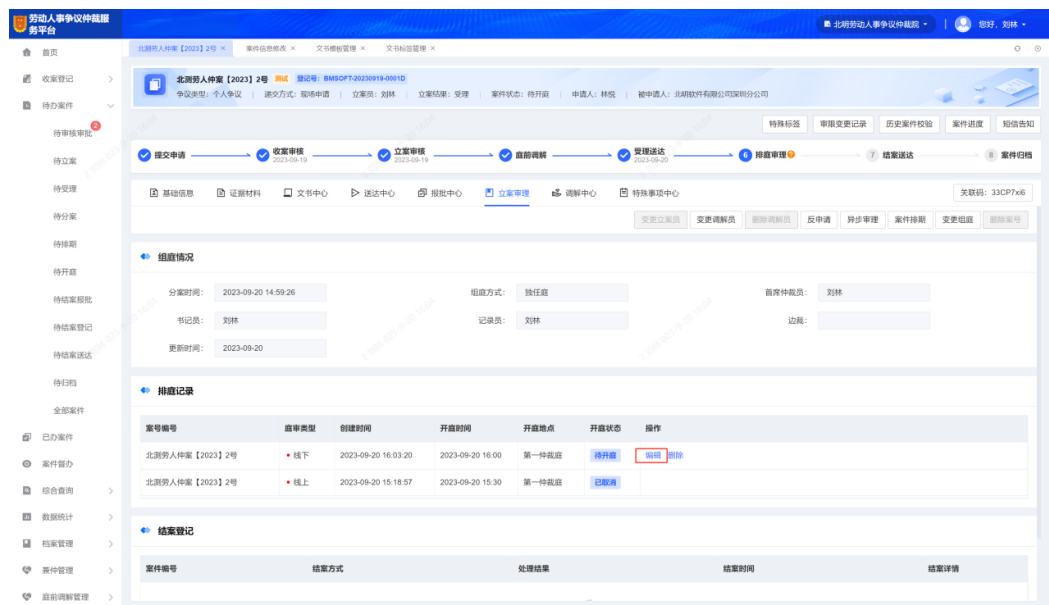 劳动人事争议仲裁服
务平台
北明劳动人事争议仲裁院
您好，刘林
首页
收案登记
待办案件
待审核审批 2
待立案
待受理
待分案
待排期
待开庭
待结案报批
待结案登记
待结案送达
待归档
全部案件
已办案件
案件督办
综合查询
数据统计
档案管理
兼仲管理
庭前调解管理
北测劳人仲案【2023】2号 × 案件信息修改 × 文书模板管理 × 文书标签管理 ×
北测劳人仲案【2023】2号 测试 登记号：BMSOFT-20230919-0001D
争议类型：个人争议 | 递交方式：现场申请 | 立案员：刘林 | 立案结果：受理 | 案件状态：待开庭 | 申请人：林悦 | 被申请人：北明软件有限公司深圳分公司
特殊标签 审限变更记录 历史案件校验 案件进度 短信告知
提交申请 收案审核 立案审核 庭前调解 受理送达 6 排庭审理 7 结案送达 8 案件归档
2023-09-19 2023-09-19 2023-09-20
基础信息 证据材料 文书中心 送达中心 报批中心 立案审理 调解中心 特殊事项中心 关联码：33CP7xi6
变更立案员 变更调解员 删除调解员 反申请 异步审理 案件排期 变更组庭 删除案号
组庭情况
分案时间： 2023-09-20 14:59:26 组庭方式： 独任庭 首席仲裁员： 刘林
书记员： 刘林 记录员： 刘林 边裁：
更新时间： 2023-09-20
排庭记录
案号编号 庭审类型 创建时间 开庭时间 开庭地点 开庭状态 操作
北测劳人仲案【2023】2号 线下 2023-09-20 16:03:20 2023-09-20 16:00 第一仲裁庭 待开庭 编辑 删除
北测劳人仲案【2023】2号 线上 2023-09-20 15:18:57 2023-09-20 15:30 第一仲裁庭 已取消
结案登记
案件编号 结案方式 处理结果 结案时间 结案详情